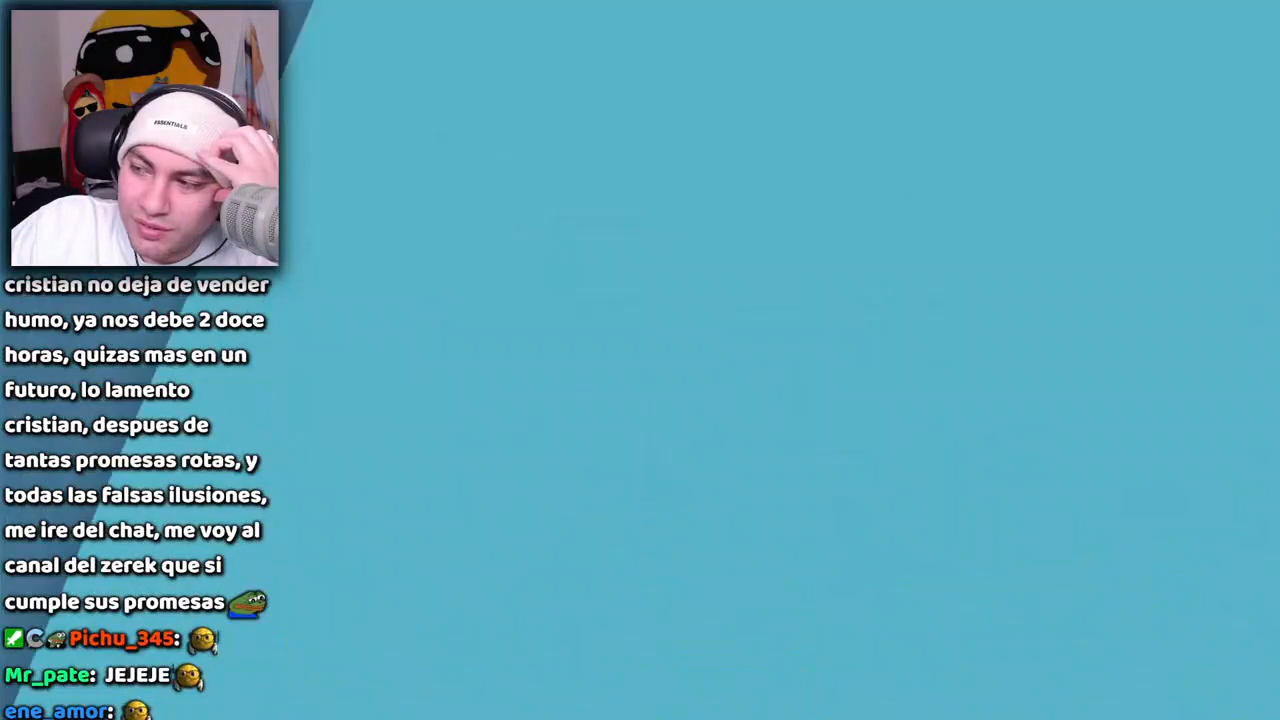 ESSENTIALS
cristian no deja de vender
humo, ya nos debe 2 doce
horas, quizas mas en un
futuro, lo lamento
cristian, despues de
tantas promesas rotas, y
todas las falsas ilusiones,
me ire del chat, me voy al
canal del zerek que si
cumple sus promesas
Pichu_345:
Mr_pate: JEJEJE
ene_amor: